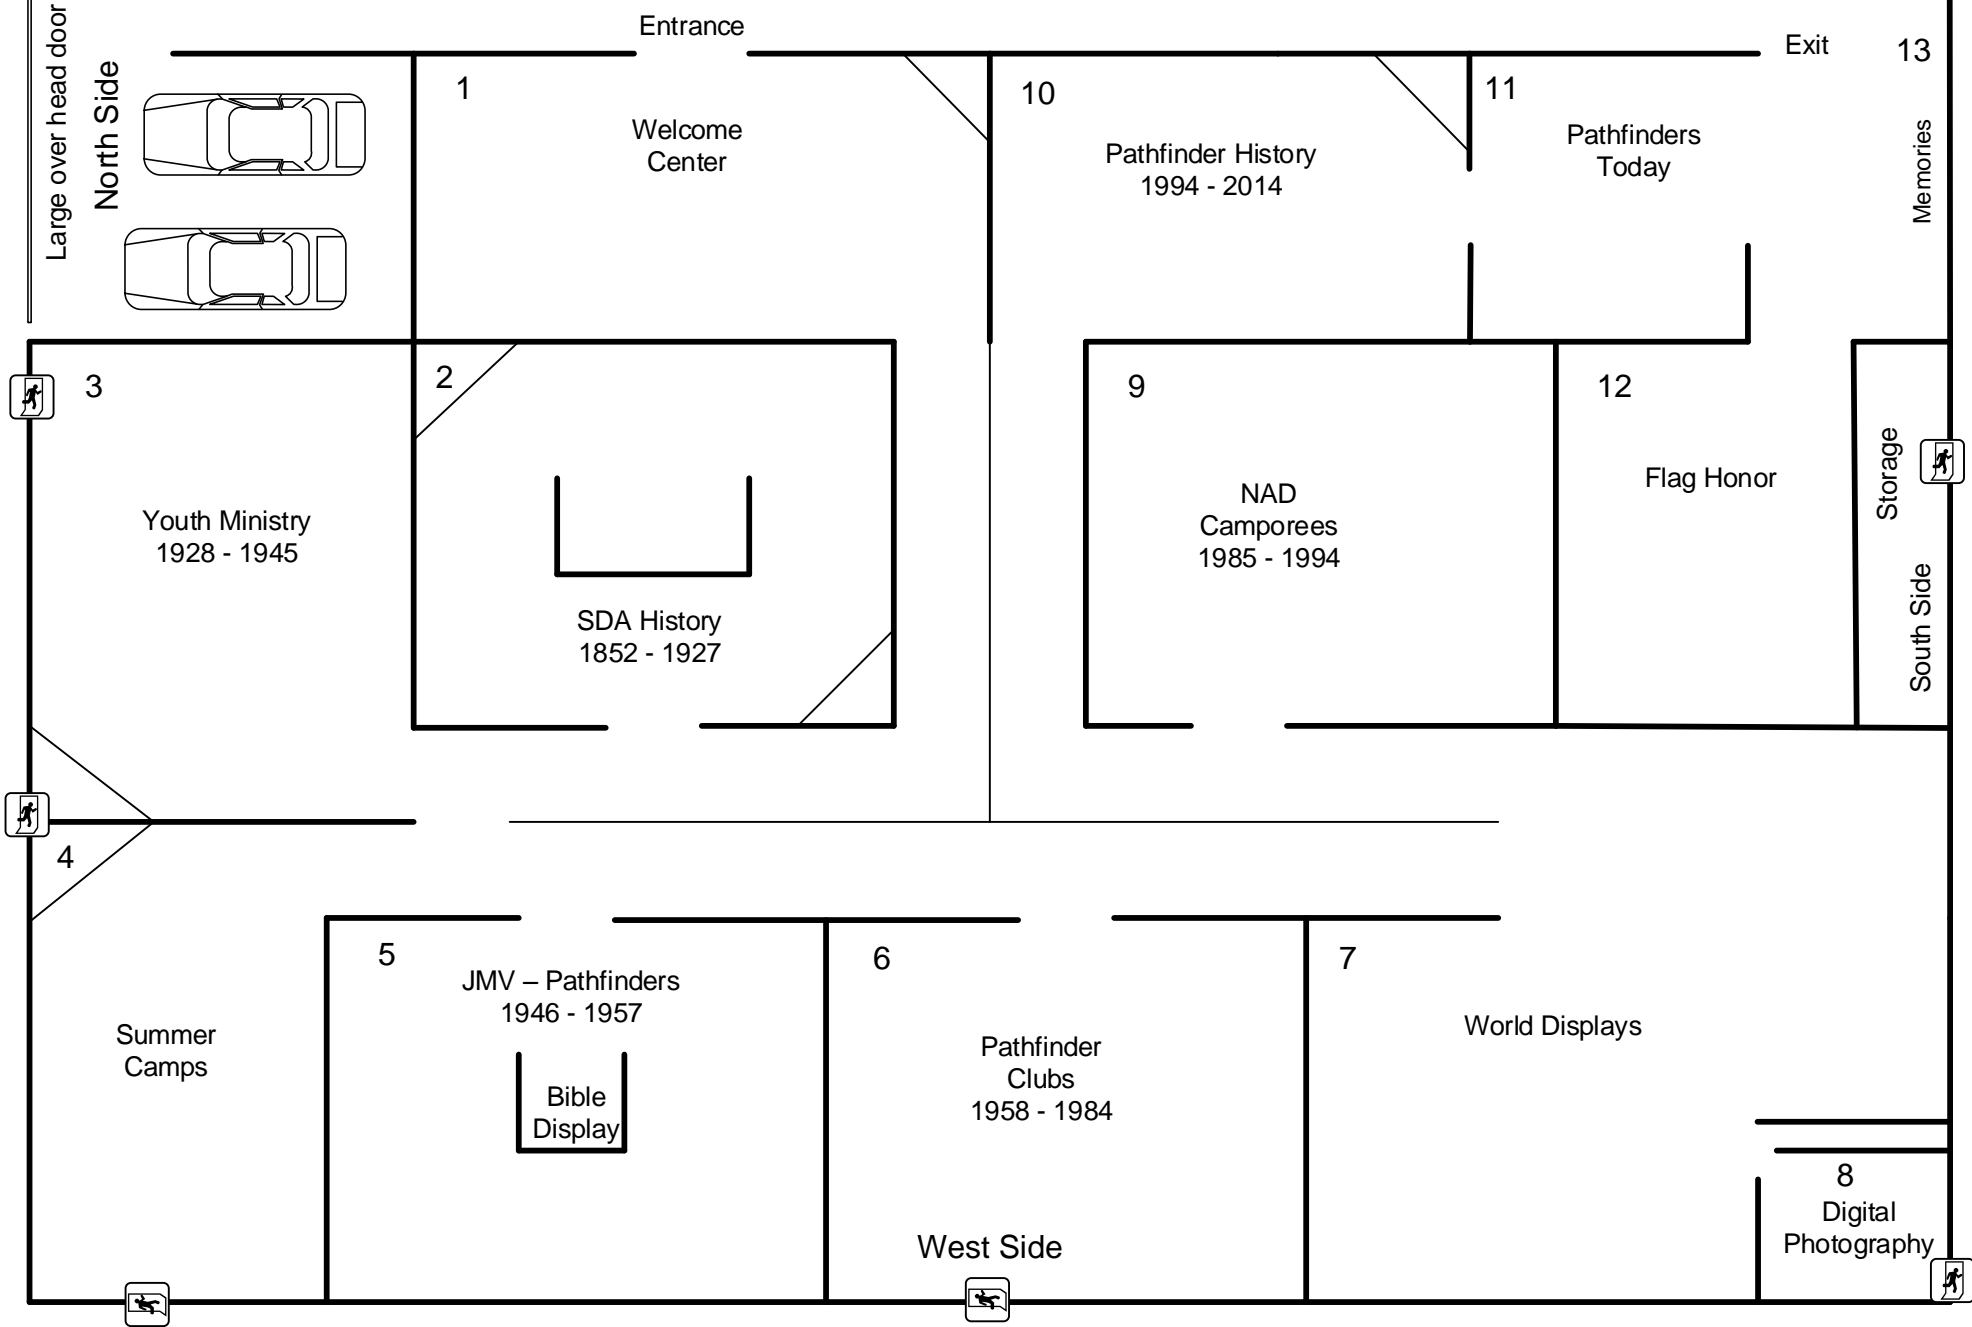 Entrance
Exit
13
Large over head door
North Side
1
Welcome
Center
10
Pathfinder History
1994 - 2014
11
Pathfinders
Today
Memories
3
Youth Ministry
1928 - 1945
2
SDA History
1852 - 1927
9
NAD
Camporees
1985 - 1994
12
Flag Honor
Storage
South Side
4
Summer
Camps
5
JMV – Pathfinders
1946 - 1957
Bible
Display
6
Pathfinder
Clubs
1958 - 1984
7
World Displays
8
Digital
Photography
West Side